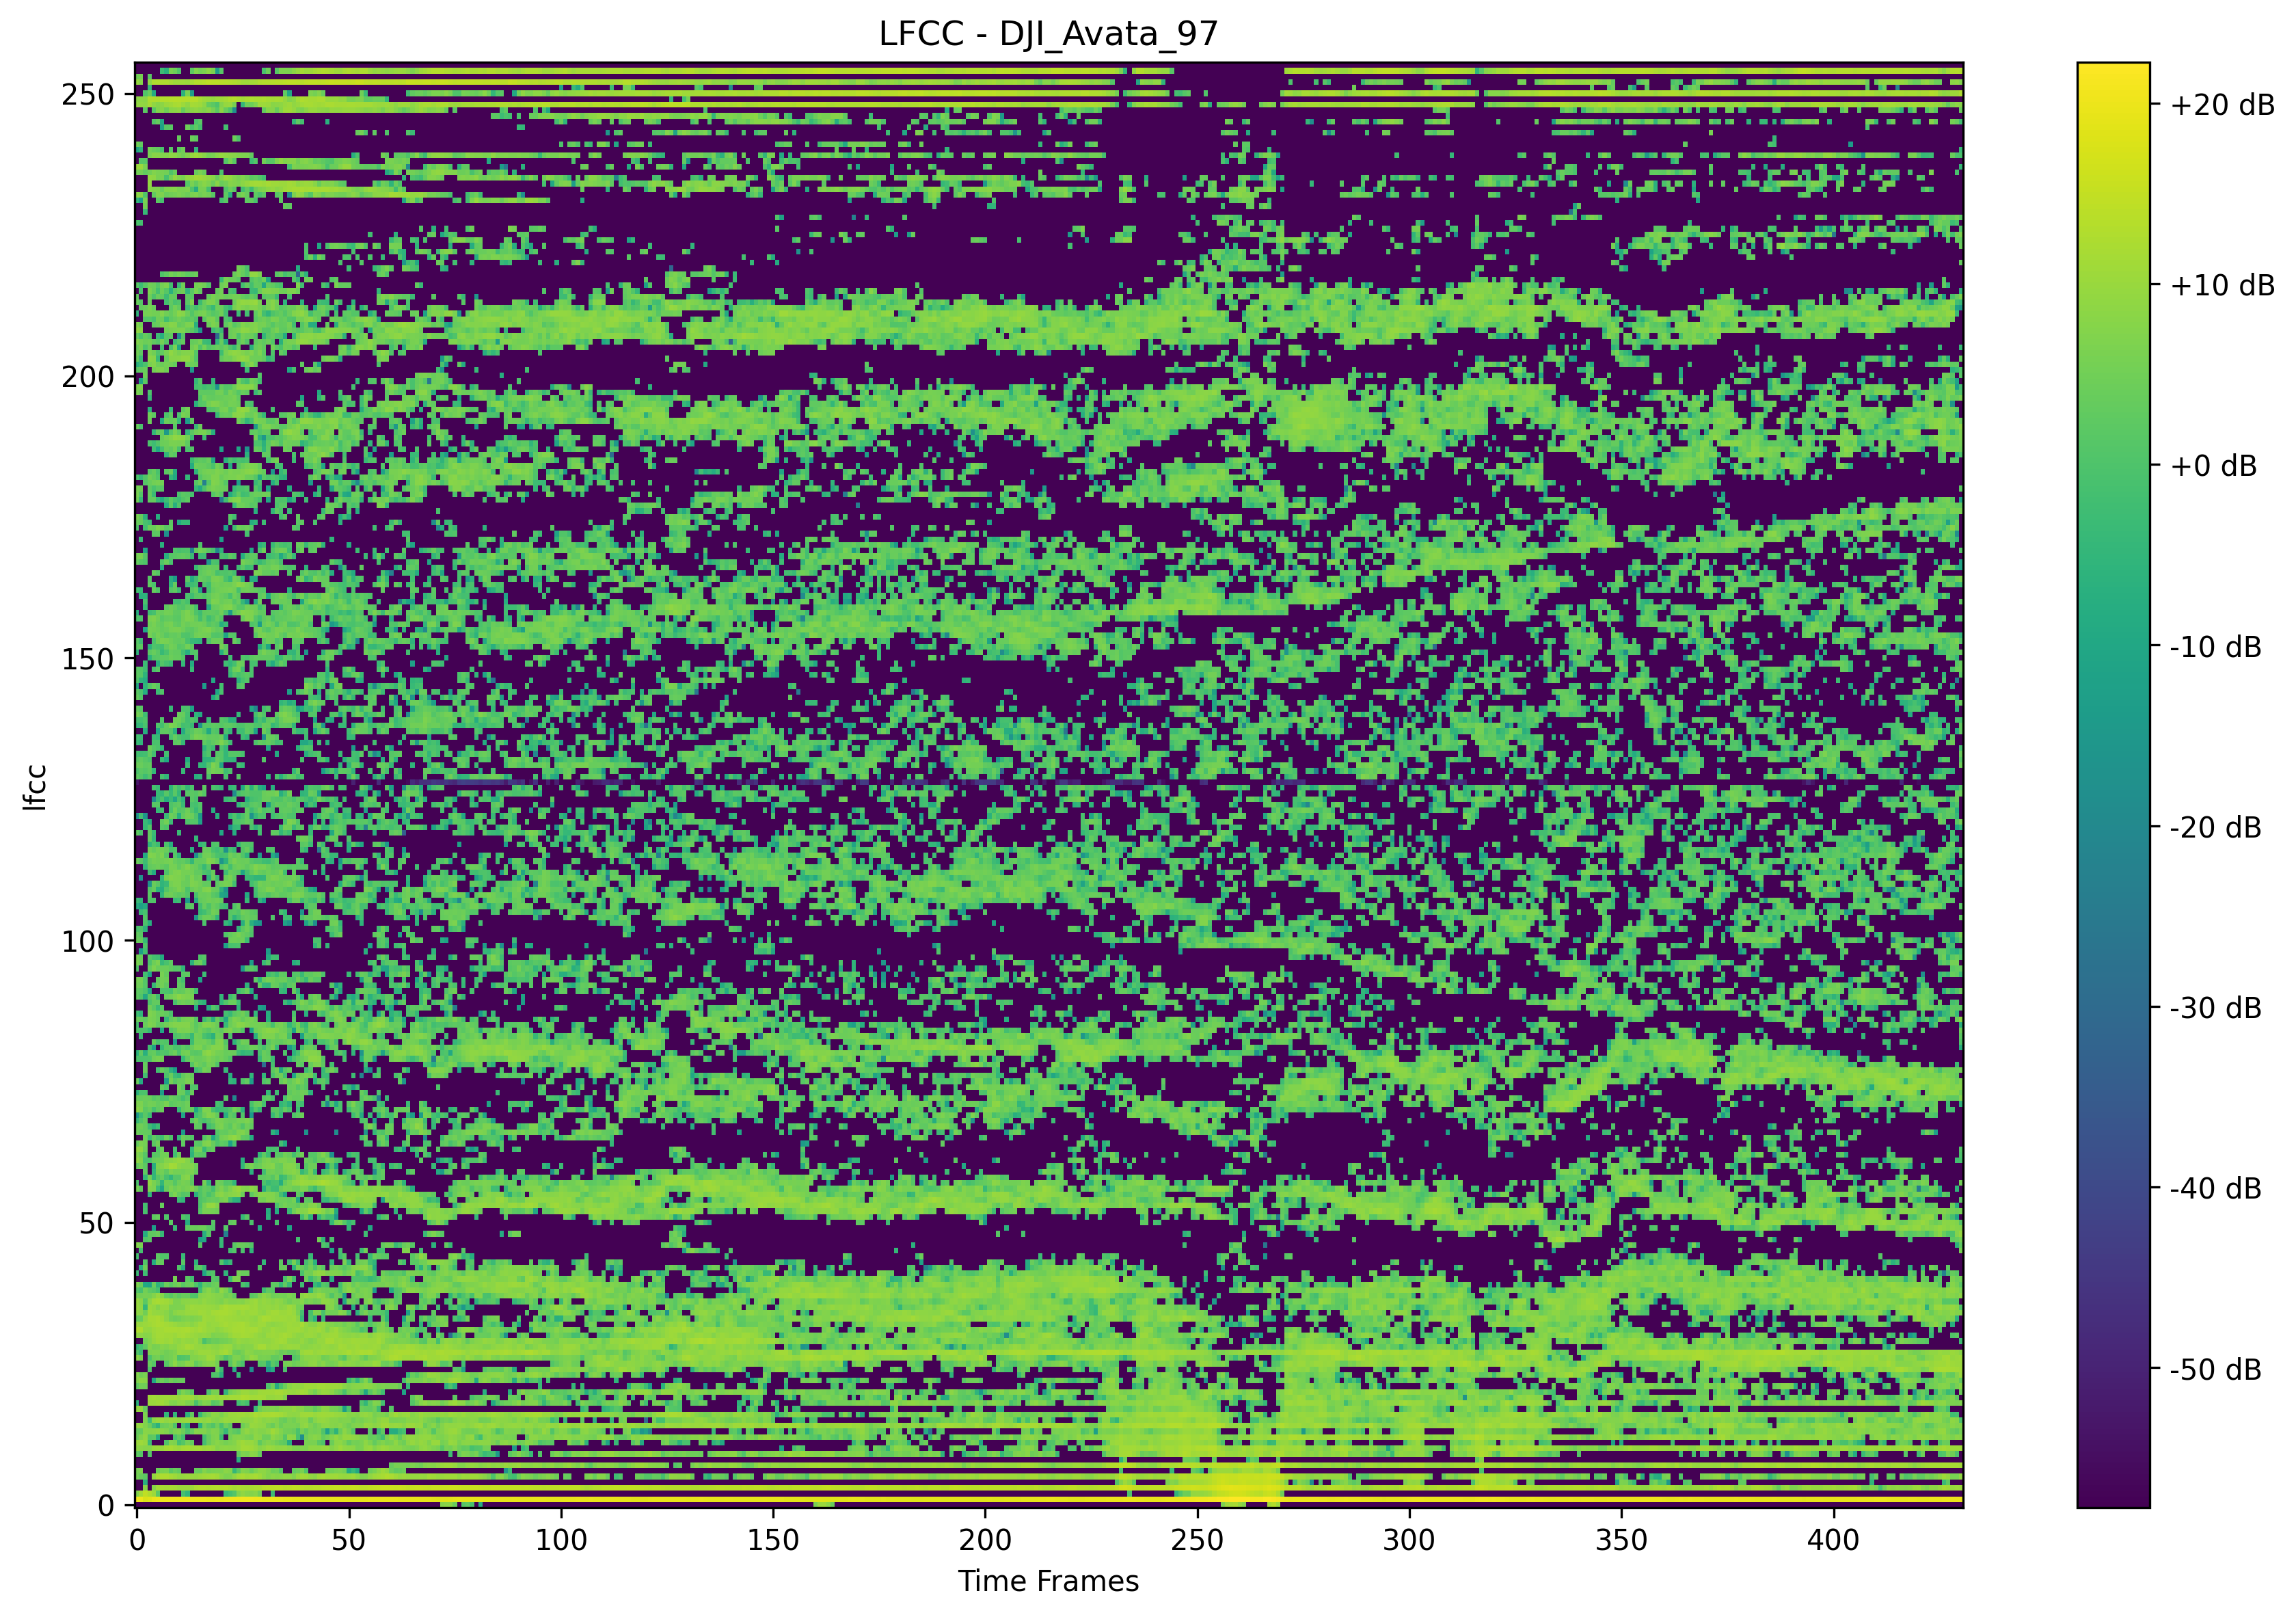 LFCC - DJI_Avata_97
250
200
150
100
50
0
lfcc
0 50 100 150 200 250 300 350 400
Time Frames
+20 dB
+10 dB
+0 dB
-10 dB
-20 dB
-30 dB
-40 dB
-50 dB